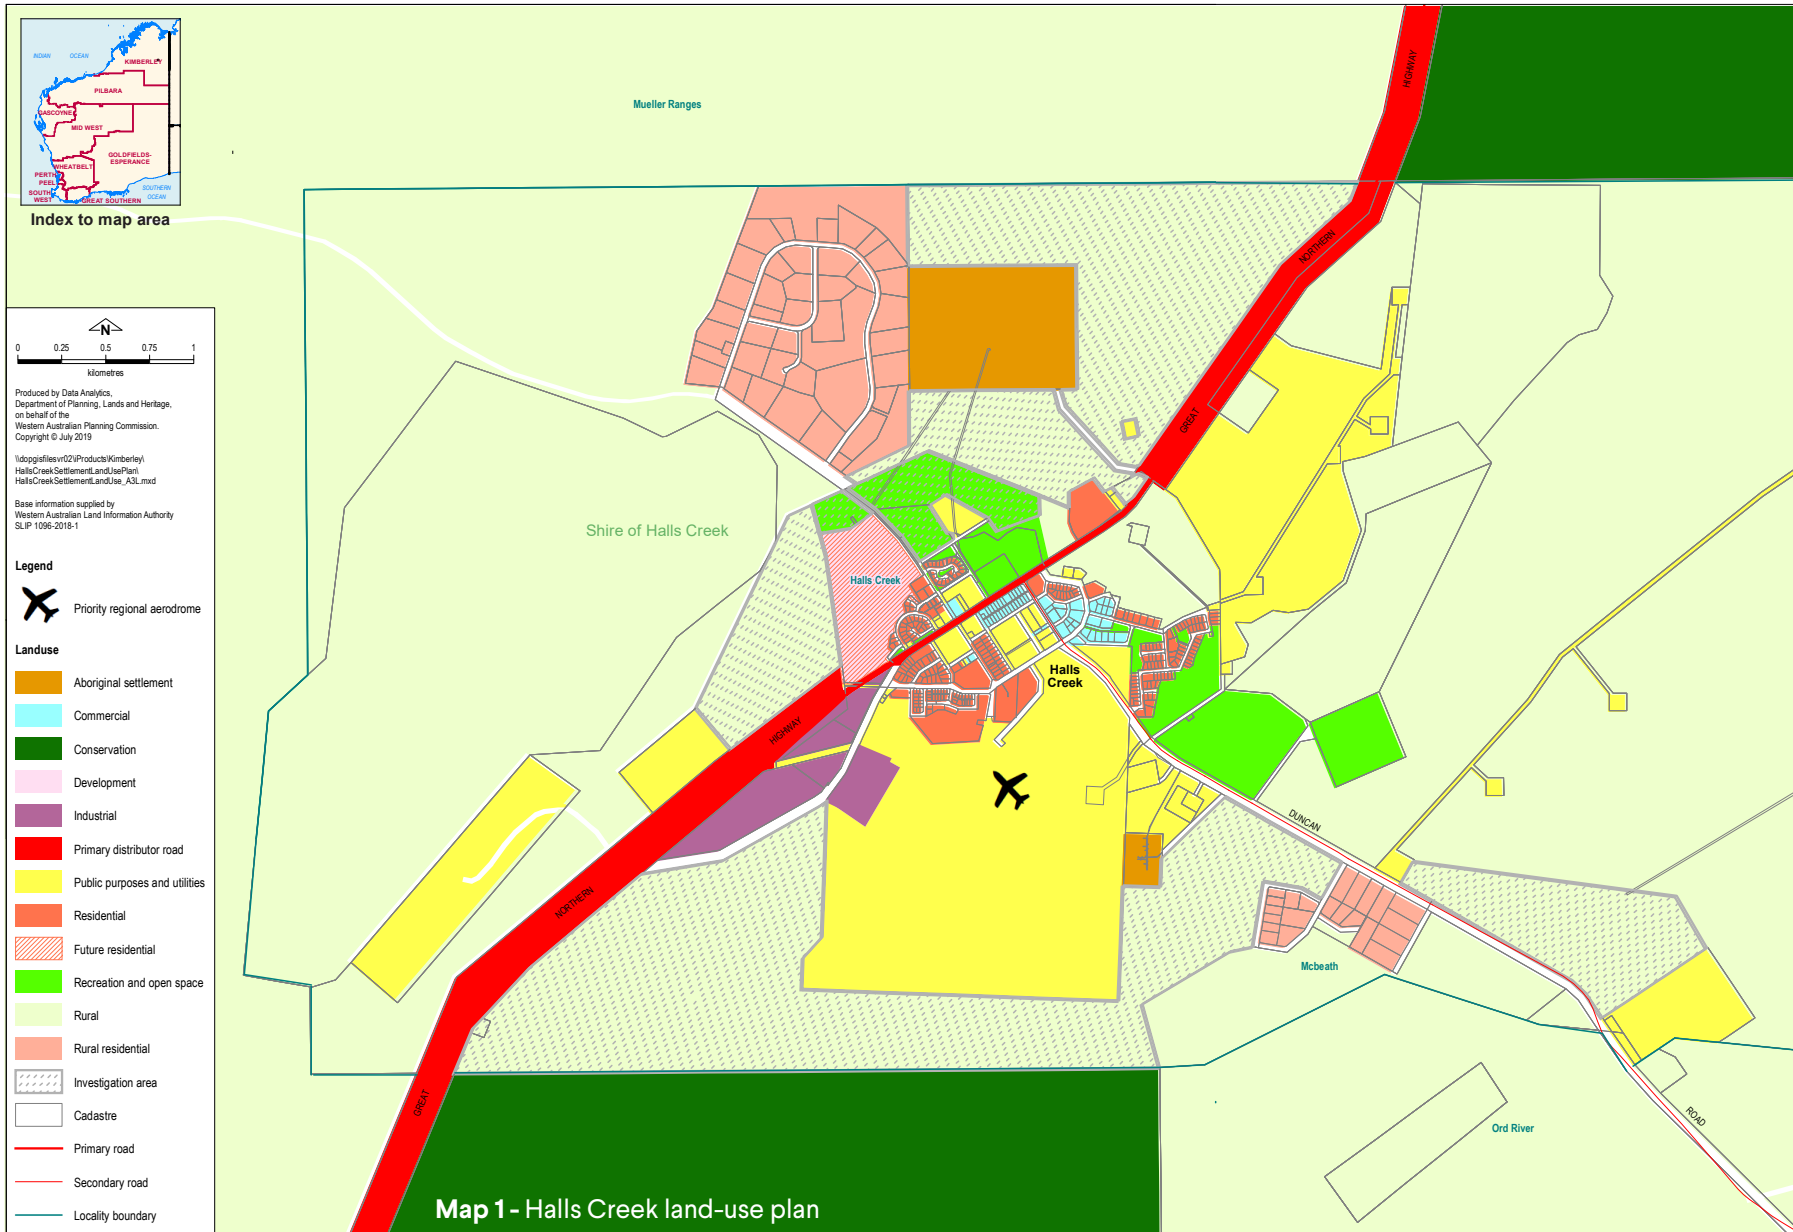 INDIAN OCEAN
KIMBERLEY
PILBARA
GASCOYNE
MID WEST
GOLDFIELDS-
ESPERANCE
WHEATBELT
PERTH
PEEL
SOUTH
WEST
GREAT SOUTHERN
SOUTHERN
OCEAN
Index to map area
N
0 0.25 0.5 0.75 1
kilometres
Produced by Data Analytics,
Department of Planning, Lands and Heritage,
on behalf of the
Western Australian Planning Commission.
Copyright © July 2019
\\dopgisfilesvr02\Products\Kimberley\
HallsCreekSettlementLandUsePlan\
HallsCreekSettlementLandUse_A3L.mxd
Base information supplied by
Western Australian Land Information Authority
SLIP 1096-2018-1
Legend
Priority regional aerodrome
Landuse
Aboriginal settlement
Commercial
Conservation
Development
Industrial
Primary distributor road
Public purposes and utilities
Residential
Future residential
Recreation and open space
Rural
Rural residential
Investigation area
Cadastre
Primary road
Secondary road
Locality boundary
Mueller Ranges
HIGHWAY
NORTHERN
GREAT
Shire of Halls Creek
Halls Creek
Halls
Creek
HIGHWAY
NORTHERN
GREAT
DUNCAN
Mcbeath
Ord River
ROAD
Map 1 - Halls Creek land-use plan